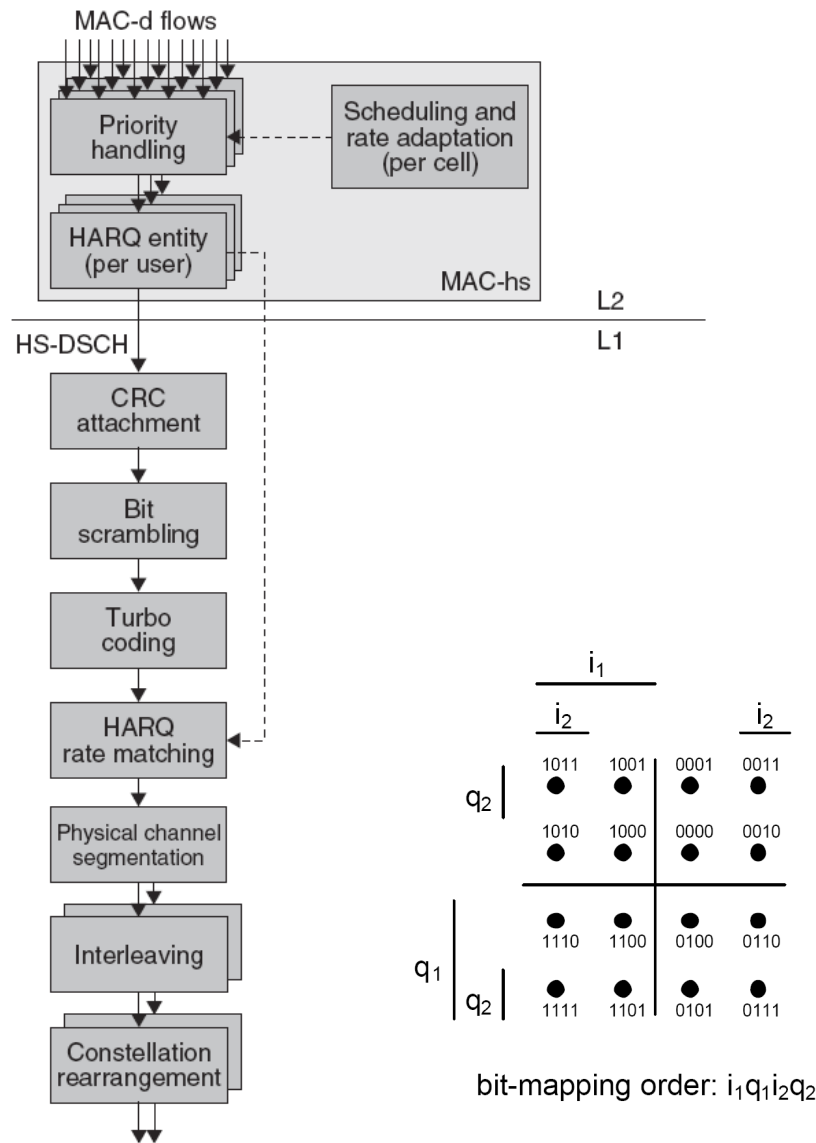 MAC-d flows
Priority
handling
Scheduling and
rate adaptation
(per cell)
HARQ entity
(per user)
MAC-hs
L2
HS-DSCH
L1
CRC
attachment
Bit
scrambling
Turbo
coding
HARQ
rate matching
Physical channel
segmentation
Interleaving
Constellation
rearrangement
i₁
i₂ i₂
1011 1001 0001 0011
q₂
1010 1000 0000 0010
1110 1100 0100 0110
q₁
q₂
1111 1101 0101 0111
bit-mapping order: i₁q₁i₂q₂